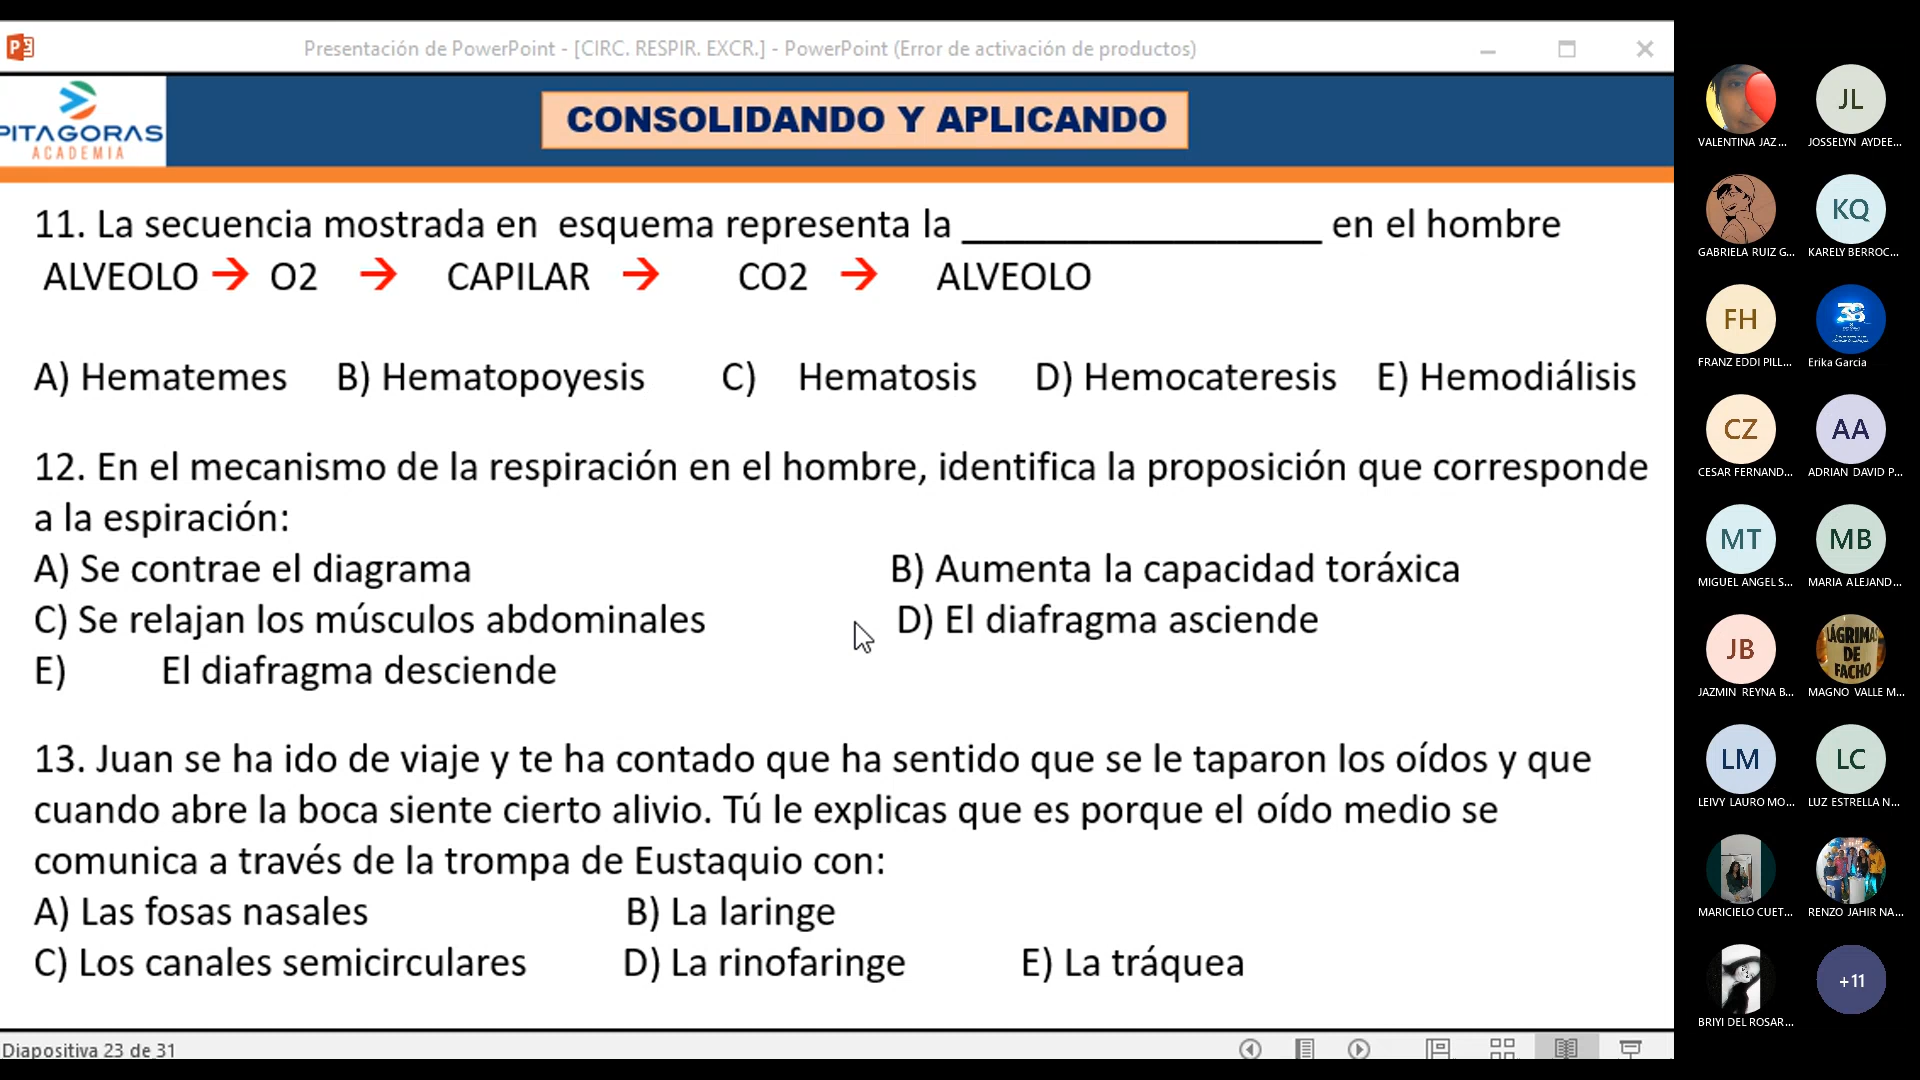 Presentación de PowerPoint - [CIRC. RESPIR. EXCR.] - PowerPoint (Error de activación de productos)
PITAGORAS
ACADEMIA
CONSOLIDANDO Y APLICANDO
11. La secuencia mostrada en esquema representa la __________________ en el hombre
ALVEOLO → O2 → CAPILAR → CO2 → ALVEOLO
A) Hematemes B) Hematopoyesis C) Hematosis D) Hemocateresis E) Hemodiálisis
12. En el mecanismo de la respiración en el hombre, identifica la proposición que corresponde
a la espiración:
A) Se contrae el diagrama B) Aumenta la capacidad toráxica
C) Se relajan los músculos abdominales D) El diafragma asciende
E) El diafragma desciende
13. Juan se ha ido de viaje y te ha contado que ha sentido que se le taparon los oídos y que
cuando abre la boca siente cierto alivio. Tú le explicas que es porque el oído medio se
comunica a través de la trompa de Eustaquio con:
A) Las fosas nasales B) La laringe
C) Los canales semicirculares D) La rinofaringe E) La tráquea
Diapositiva 23 de 31
JL
VALENTINA JAZ... JOSSELYN AYDEE...
KQ
GABRIELA RUIZ G... KARELY BERROC...
FH
FRANZ EDDI PILL... Erika Garcia
CZ AA
CESAR FERNAND... ADRIAN DAVID P...
MT MB
MIGUEL ANGEL S... MARIA ALEJAND...
JB LÁGRIMAS
DE
FACHO
JAZMIN REYNA B... MAGNO VALLE M...
LM LC
LEIVY LAURO MO... LUZ ESTRELLA N...
MARICIELO CUET... RENZO JAHIR NA...
+11
BRIYI DEL ROSAR...